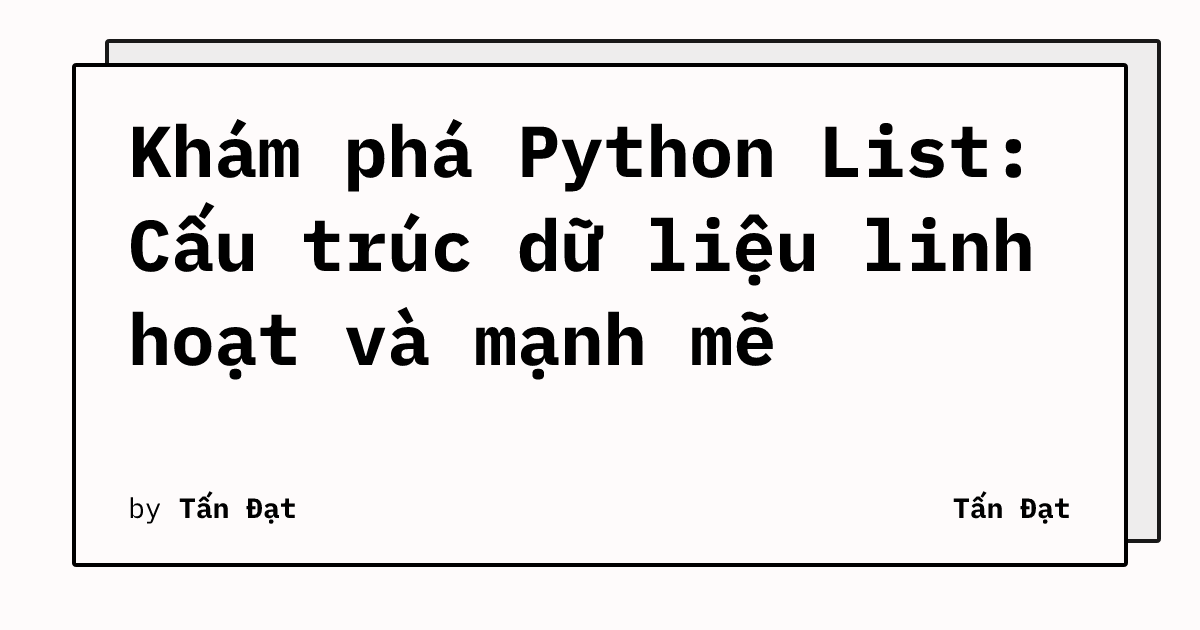 Khám phá Python List:
Cấu trúc dữ liệu linh
hoạt và mạnh mẽ
by Tấn Đạt
Tấn Đạt